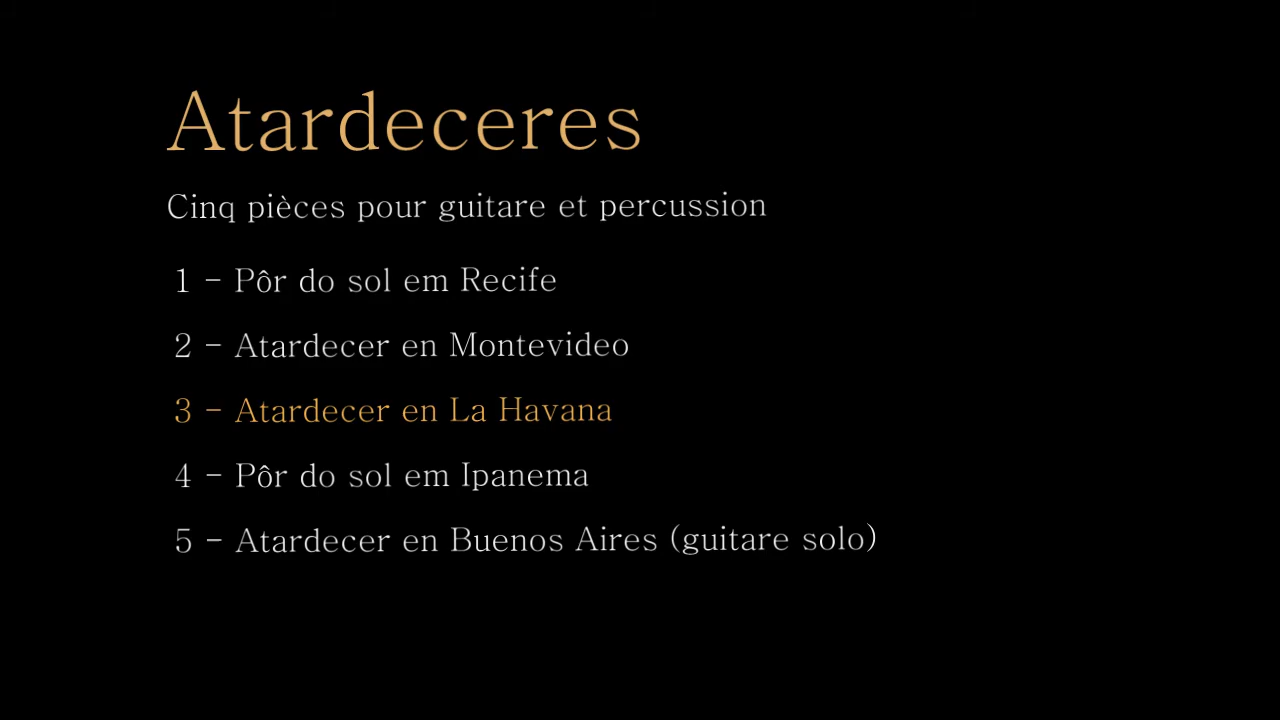 Atardeceres
Cinq pièces pour guitare et percussion
1 - Pôr do sol em Recife
2 - Atardecer en Montevideo
3 - Atardecer en La Havana
4 - Pôr do sol em Ipanema
5 - Atardecer en Buenos Aires (guitare solo)